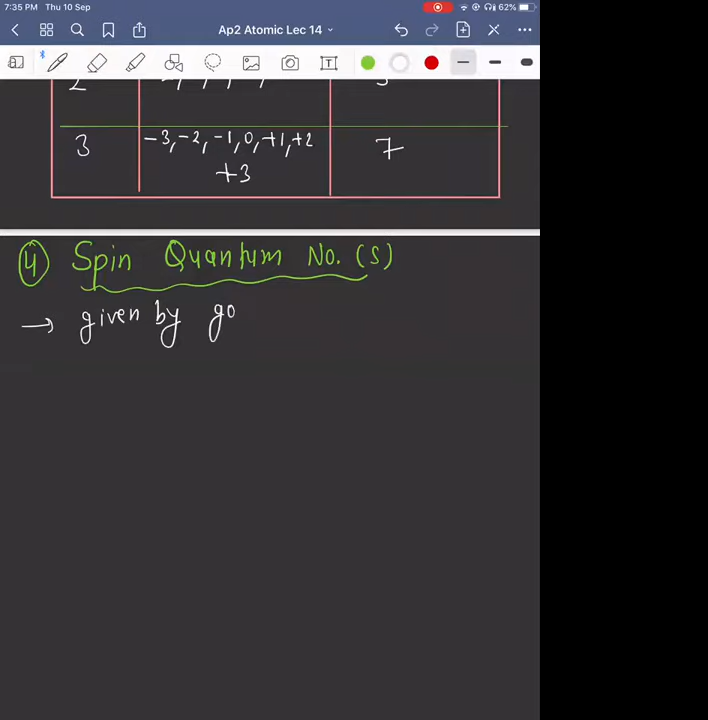 7:35 PM Thu 10 Sep 62%
Ap2 Atomic Lec 14
T
2
3 -3, -2, -1, 0, +1, +2 7
+3
4 Spin Quantum No. (s)
→ given by go